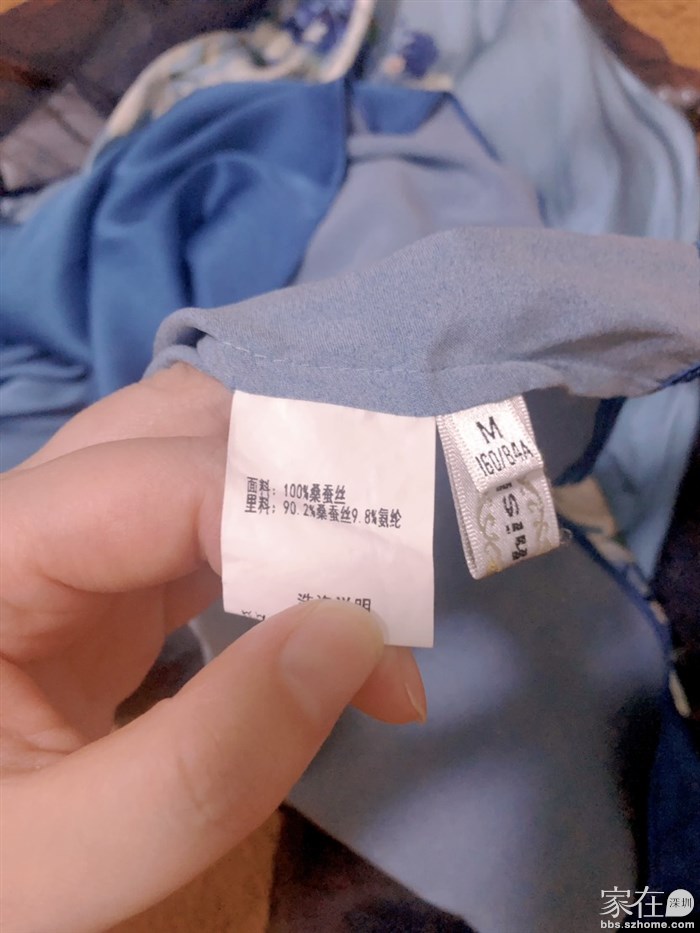 面料：100%桑蚕丝
里料：90.2%桑蚕丝9.8%氨纶
M
160/84A
家在
深圳
bbs.szhome.com